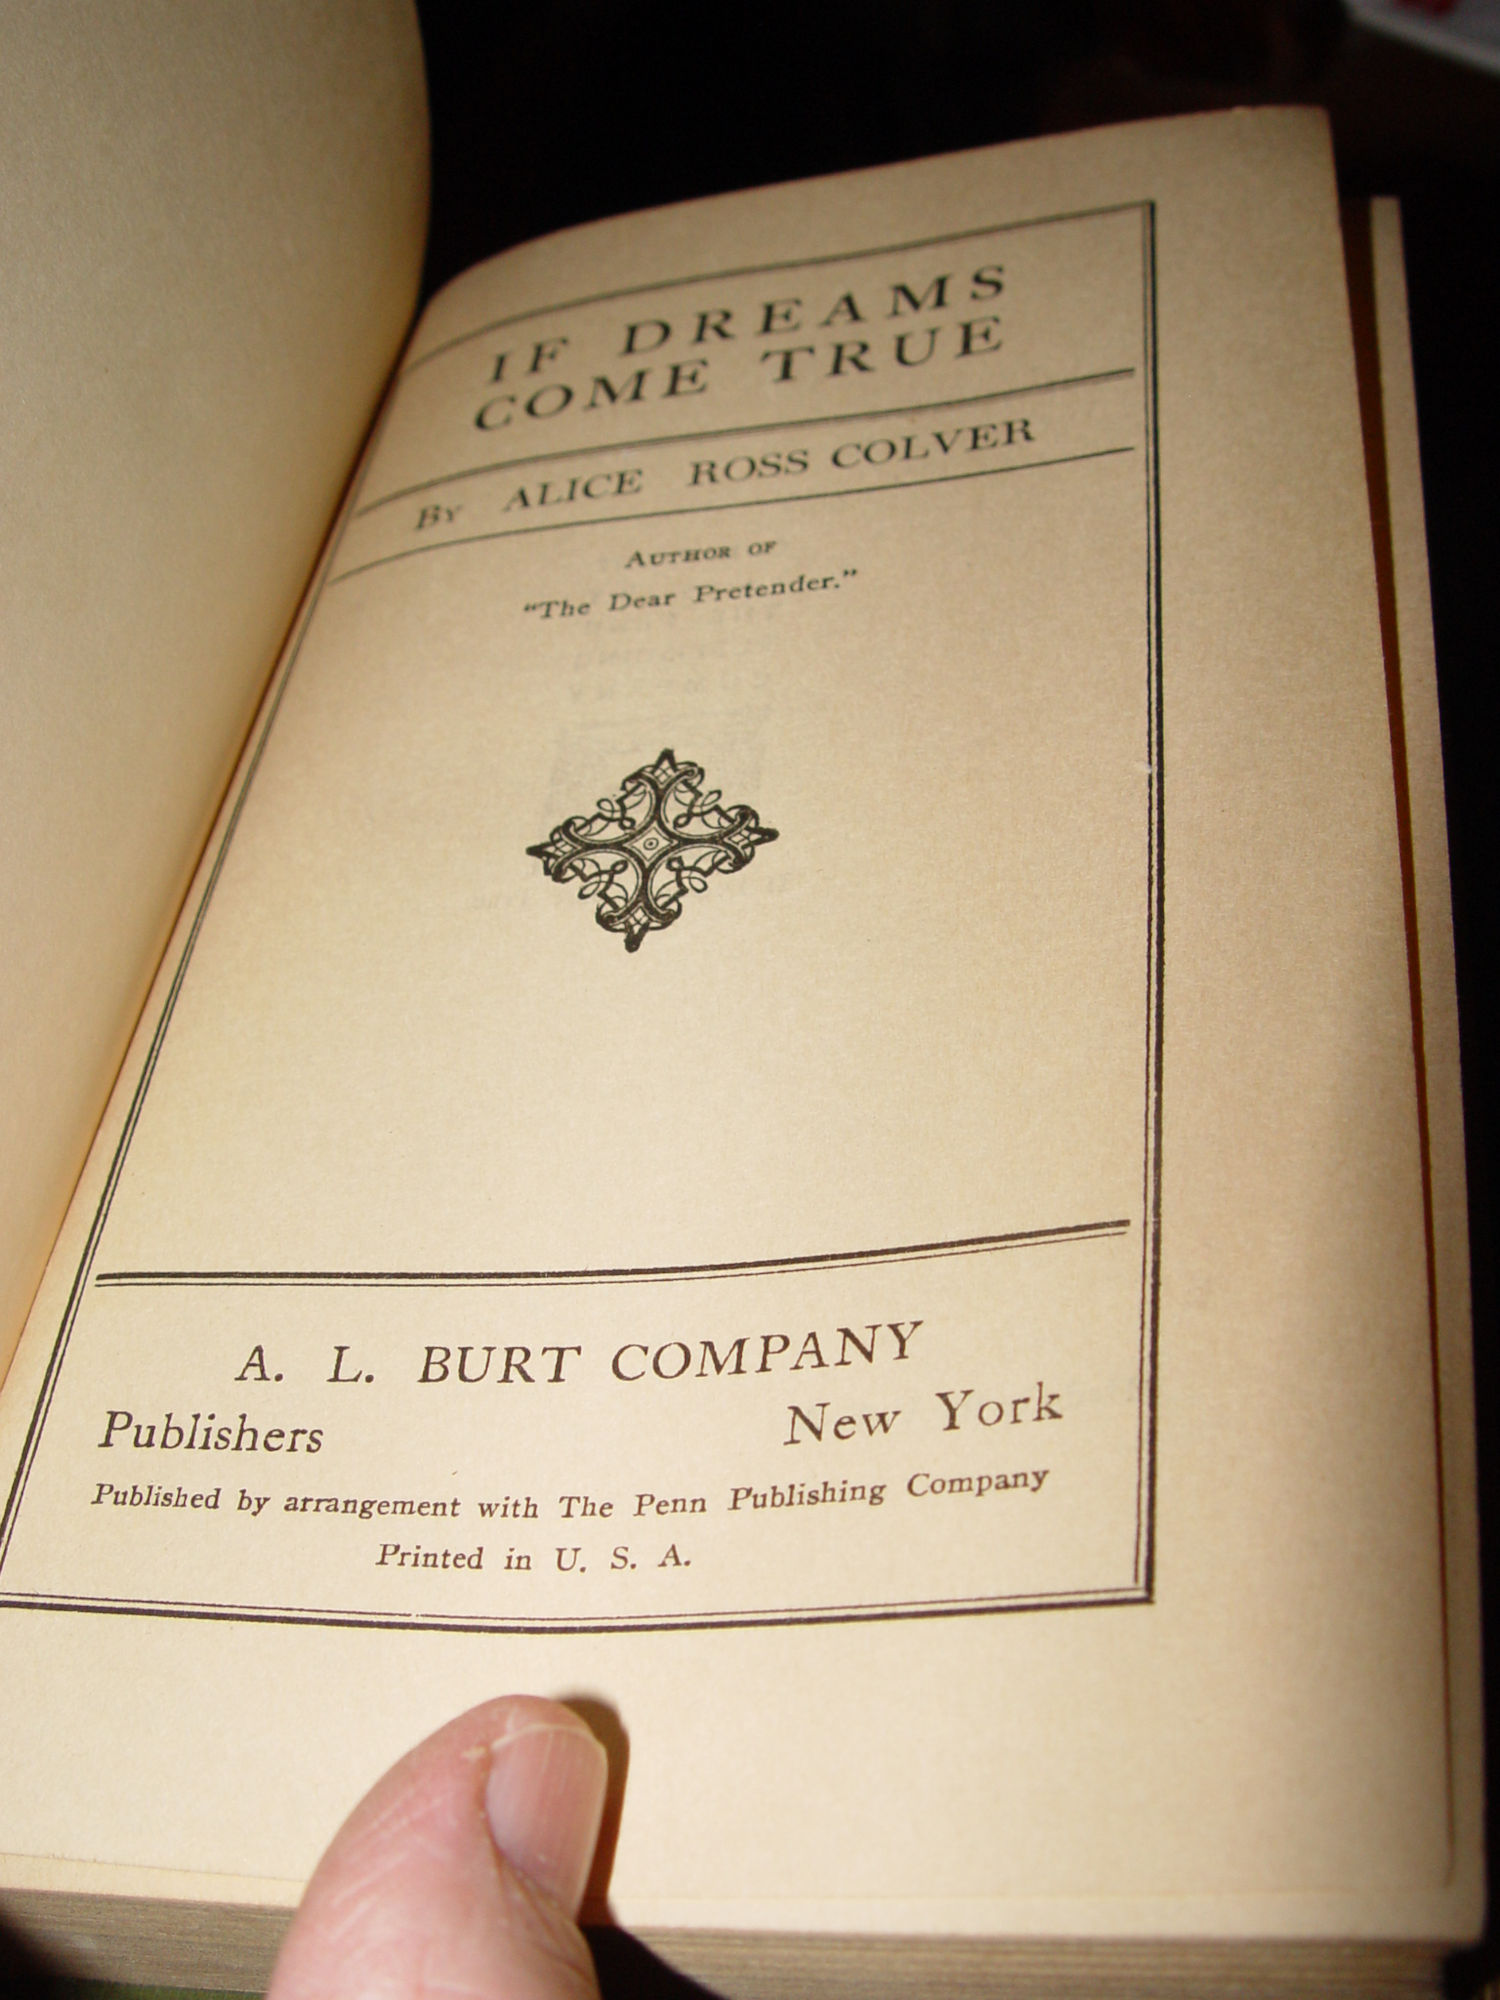 IF DREAMS
COME TRUE
BY ALICE ROSS COLVER
AUTHOR OF
"The Dear Pretender."
A. L. BURT COMPANY
Publishers New York
Published by arrangement with The Penn Publishing Company
Printed in U. S. A.